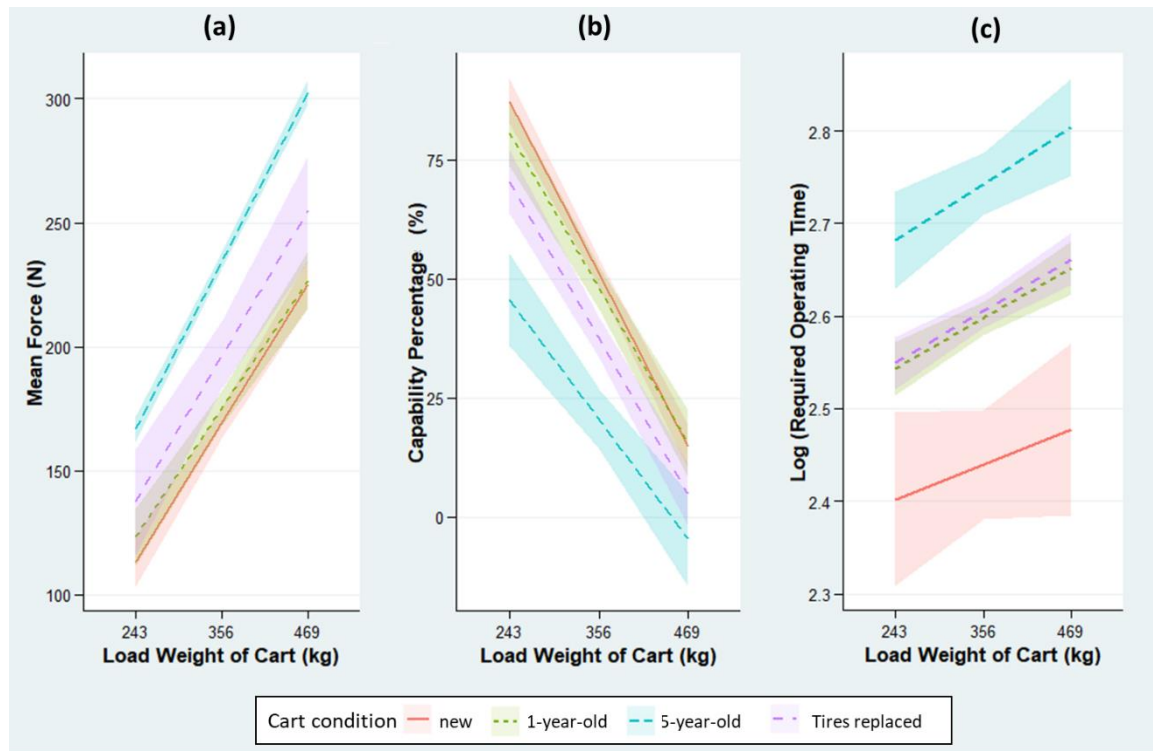 (a)
(b)
(c)
Mean Force (N)
300
250
200
150
100
243
356
469
Load Weight of Cart (kg)
Capability Percentage (%)
75
50
25
0
243
356
469
Load Weight of Cart (kg)
Log (Required Operating Time)
2.8
2.7
2.6
2.5
2.4
2.3
243
356
469
Load Weight of Cart (kg)
Cart condition new 1-year-old 5-year-old Tires replaced